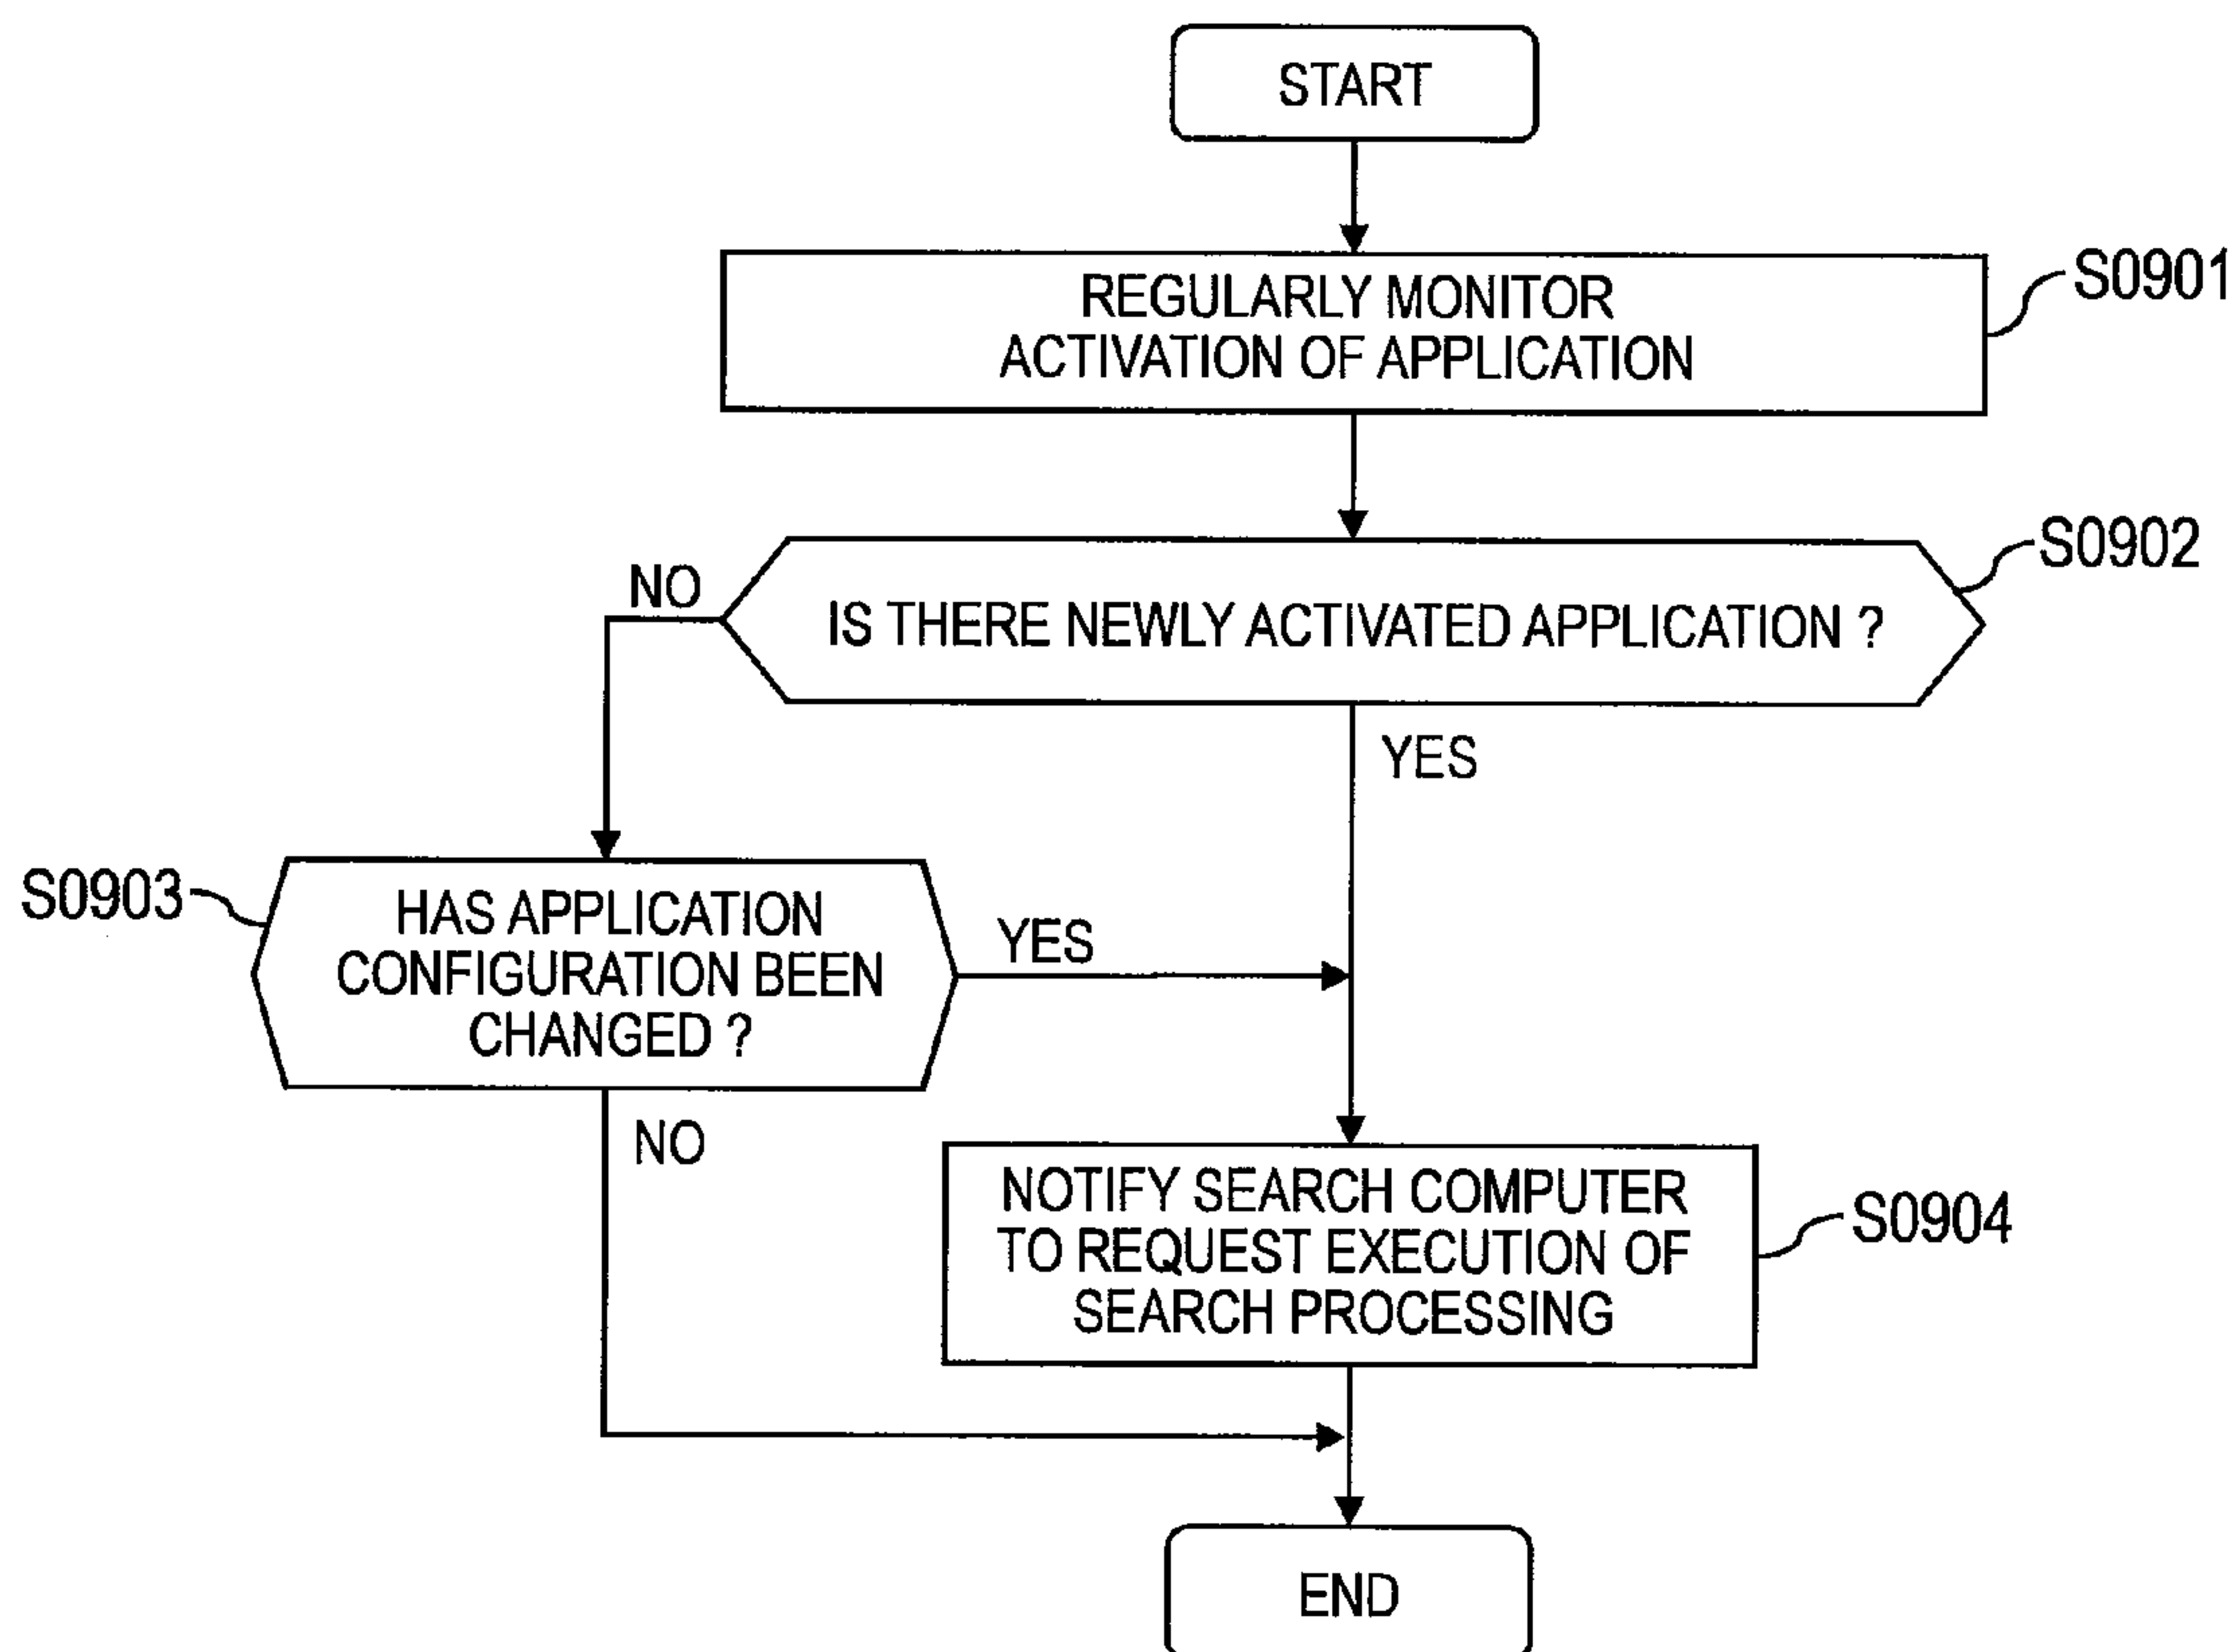 START
REGULARLY MONITOR
ACTIVATION OF APPLICATION
S0901
IS THERE NEWLY ACTIVATED APPLICATION ?
S0902
NO
YES
S0903
HAS APPLICATION
CONFIGURATION BEEN
CHANGED ?
YES
NO
NOTIFY SEARCH COMPUTER
TO REQUEST EXECUTION OF
SEARCH PROCESSING
S0904
END